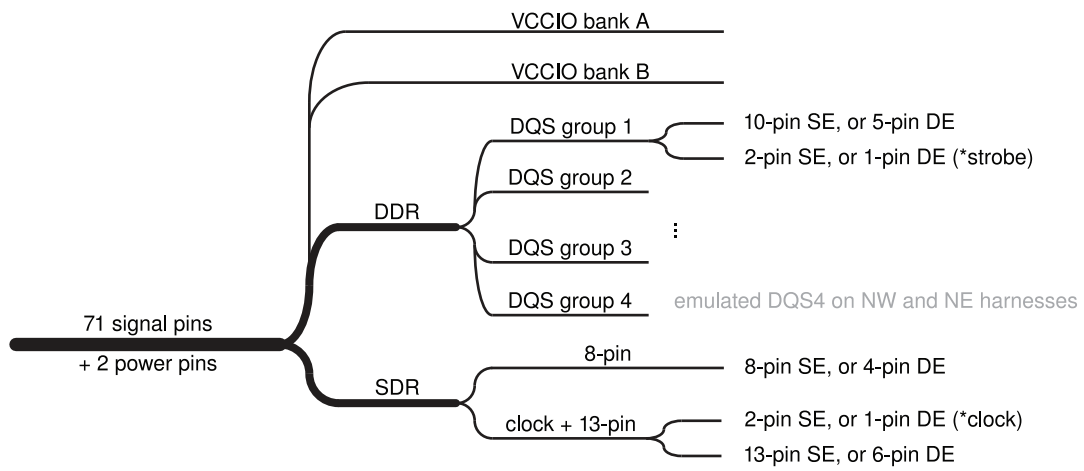 VCCIO bank A
VCCIO bank B
DQS group 1
10-pin SE, or 5-pin DE
2-pin SE, or 1-pin DE (*strobe)
DQS group 2
DDR
⋮
DQS group 3
DQS group 4
emulated DQS4 on NW and NE harnesses
71 signal pins
+ 2 power pins
8-pin
8-pin SE, or 4-pin DE
SDR
clock + 13-pin
2-pin SE, or 1-pin DE (*clock)
13-pin SE, or 6-pin DE